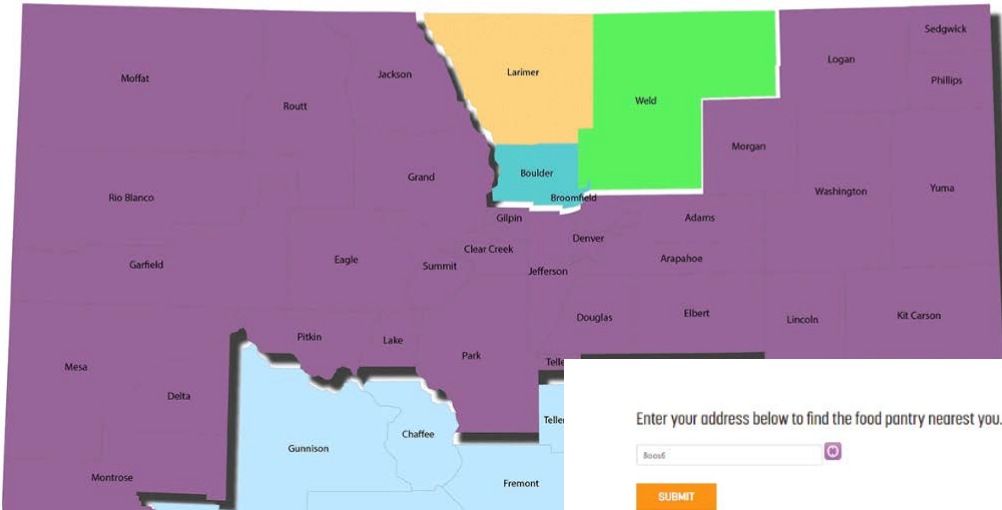 Sedgwick
Logan
Jackson
Larimer
Moffat
Phillips
Weld
Routt
Morgan
Boulder
Grand
Yuma
Washington
Rio Blanco
Broomfield
Gilpin
Adams
Denver
Clear Creek
Eagle
Arapahoe
Garfield
Summit
Jefferson
Elbert
Kit Carson
Douglas
Lincoln
Pitkin
Lake
Park
Telle
Mesa
Delta
Enter your address below to find the food pantry nearest you.
Teller
Chaffee
Gunnison
Montrose
Fremont
SUBMIT